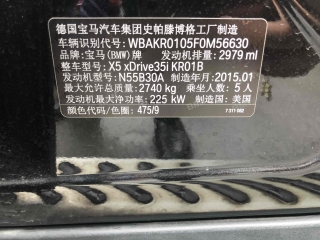 德国宝马汽车集团史帕滕博格工厂制造
车辆识别代号: WBAKR0105F0M56630
品牌: 宝马(BMW)牌 发动机排量: 2979 ml
整车型号: X5 xDrive35i KR01B
发动机型号: N55B30A 制造年月: 2015.01
最大允许总质量: 2740 kg 乘坐人数: 5 人
发动机最大净功率: 225 kW 制造国: 美国
颜色代码/色漆: 475/9
7 311 062